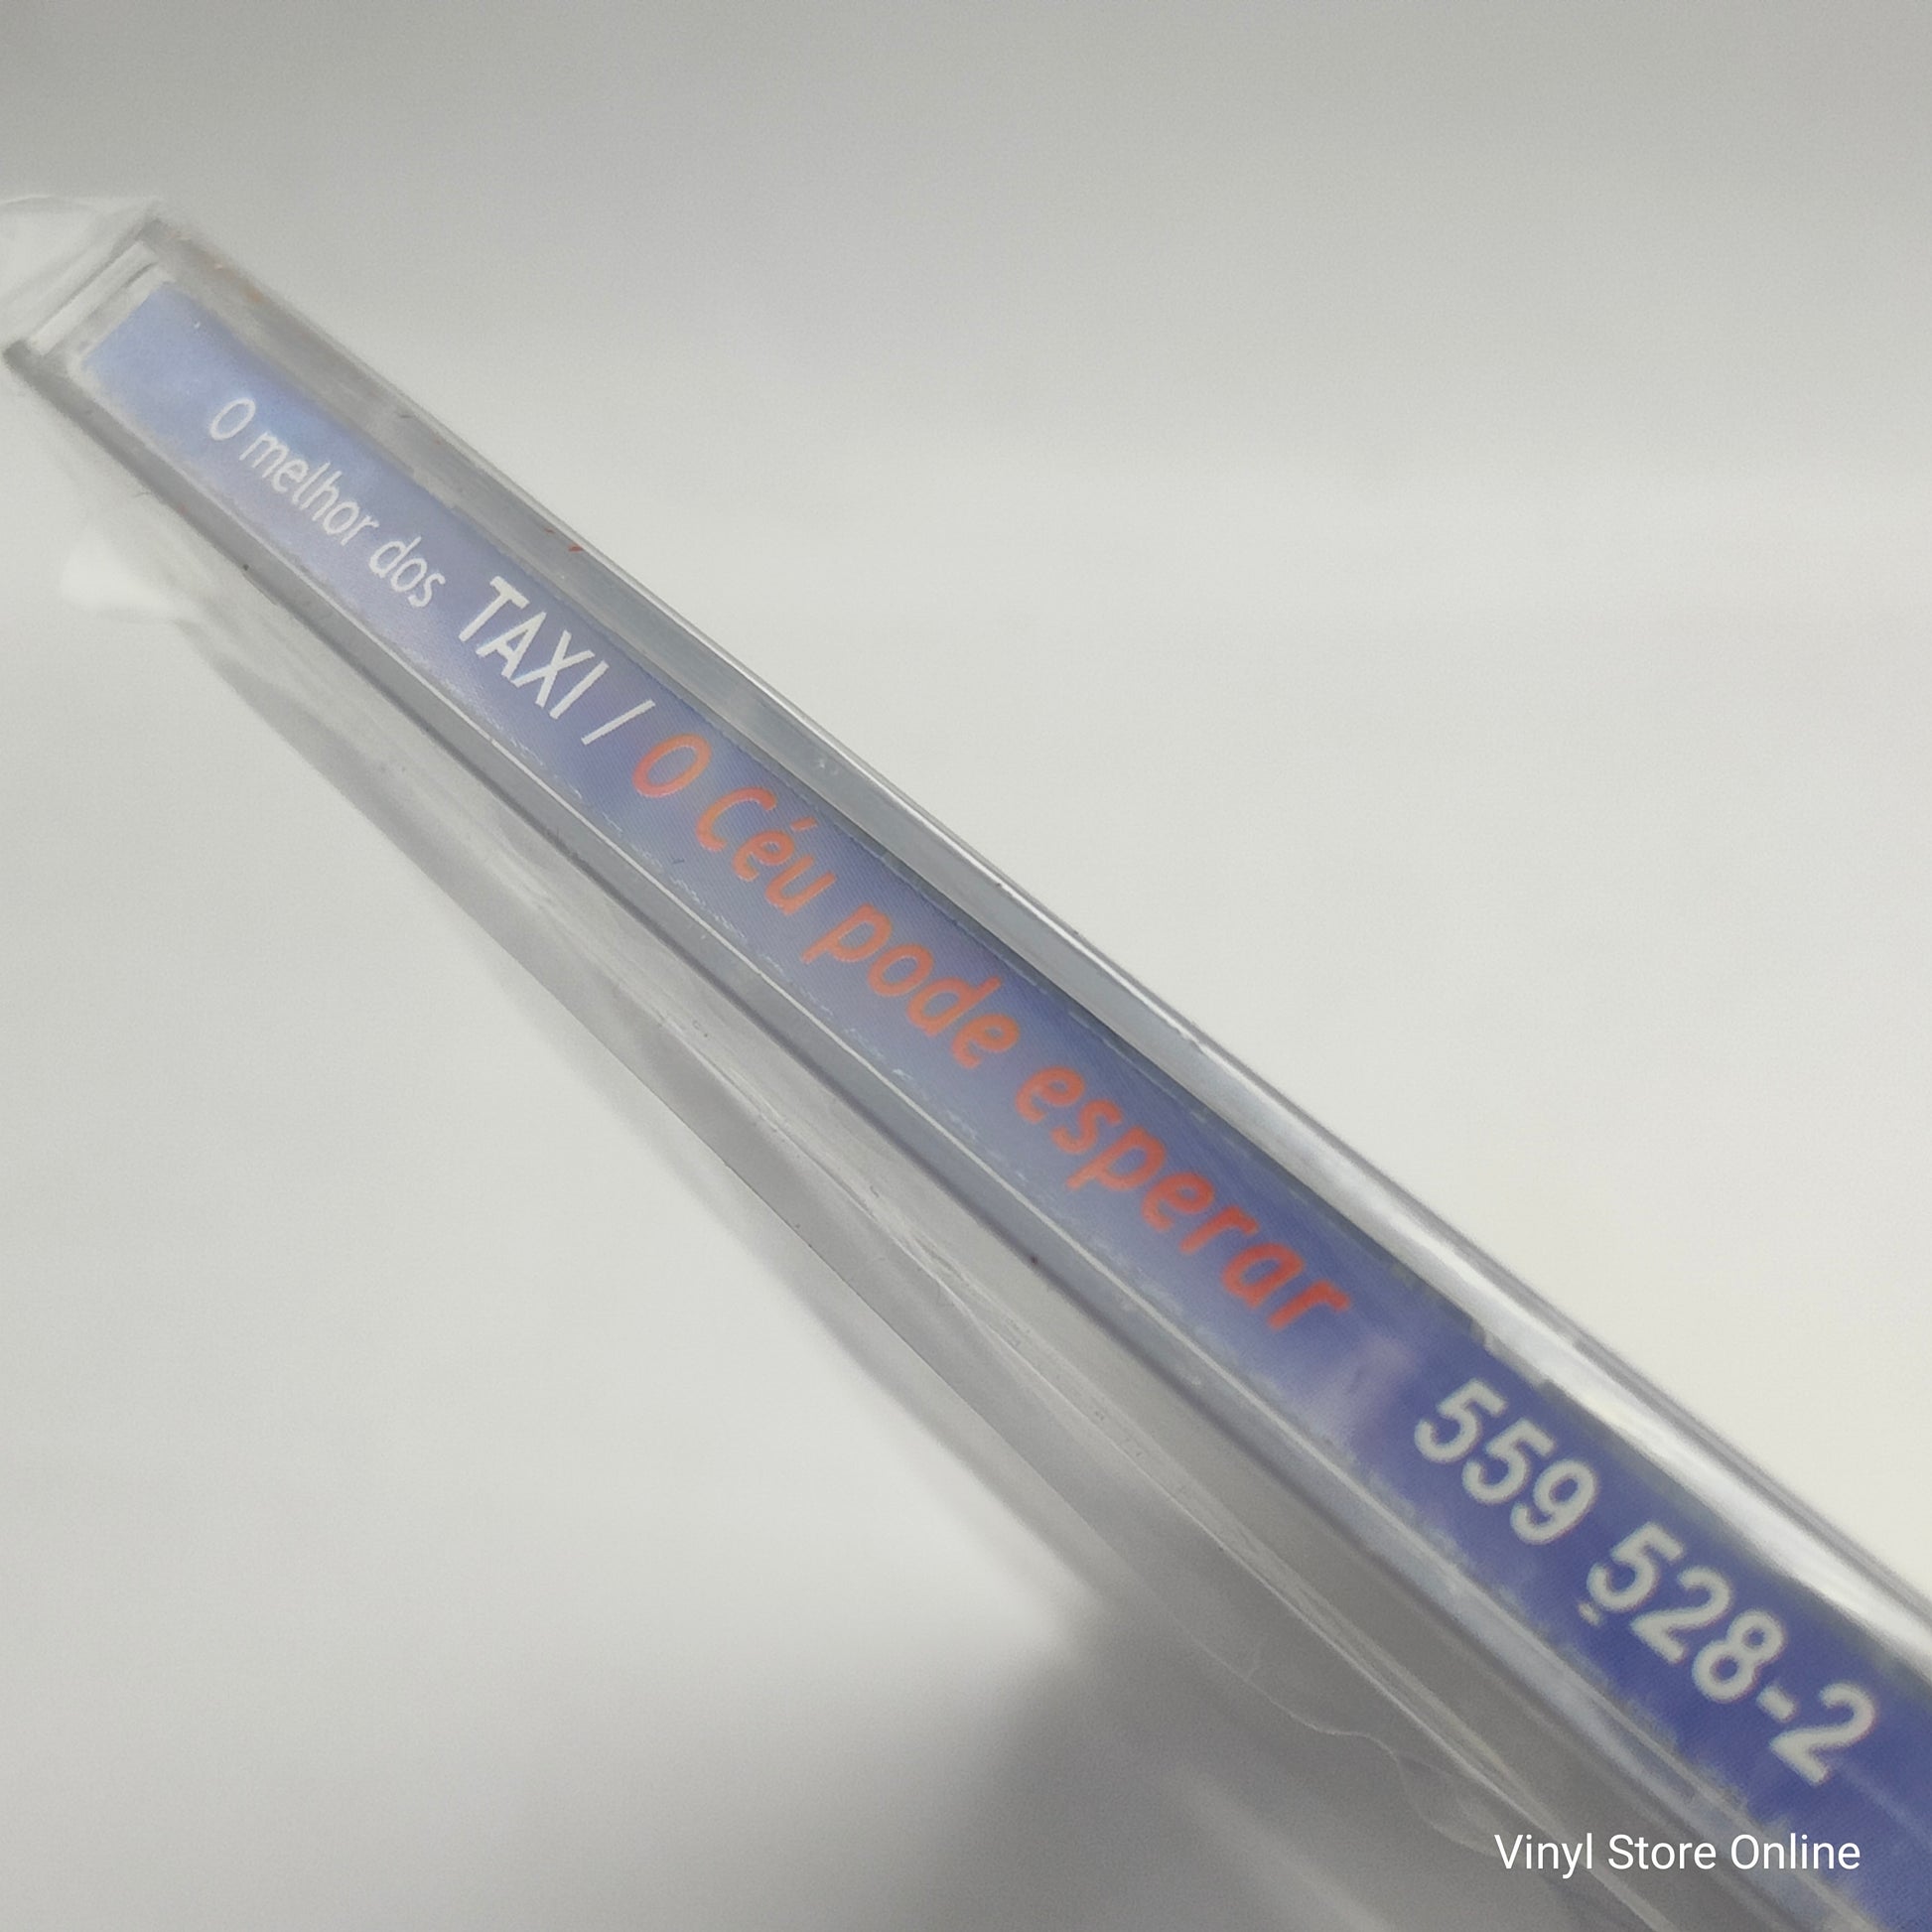 O melhor dos TAXI / O Céu pode esperar 559 528-2
Vinyl Store Online